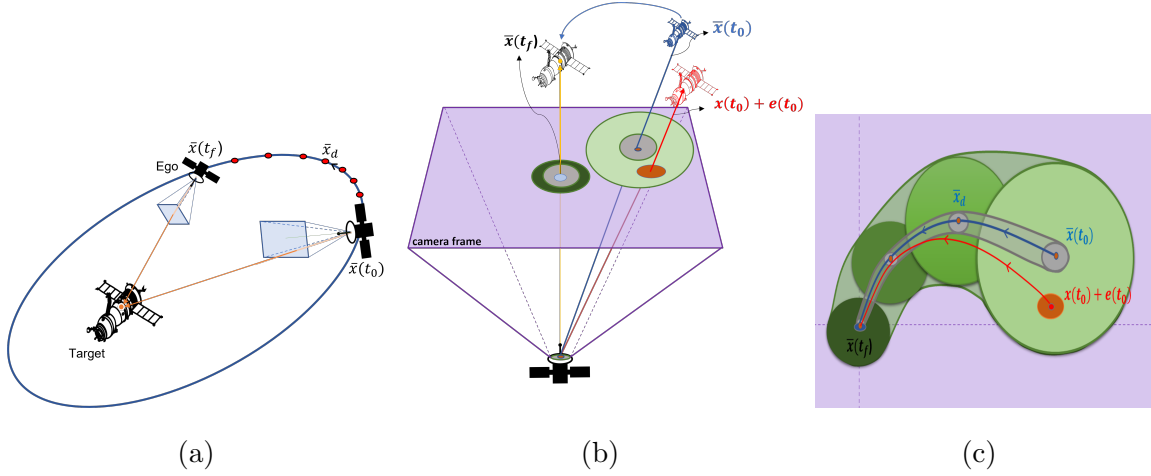 x̄(t_f)
x̄_d
Ego
x̄(t_0)
Target
(a)
x̄(t_0)
x̄(t_f)
x(t_0) + e(t_0)
camera frame
(b)
x̄_d
x̄(t_0)
x(t_0) + e(t_0)
x̄(t_f)
(c)